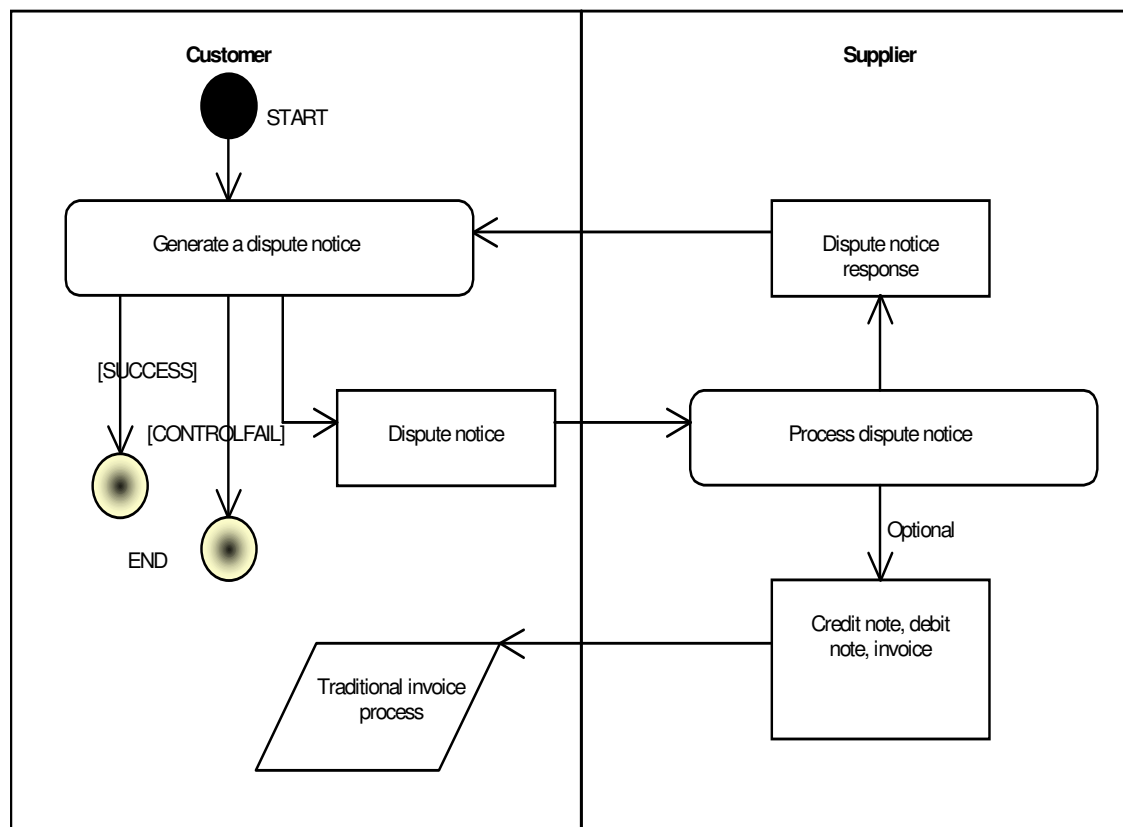 Customer
Supplier
START
Generate a dispute notice
Dispute notice
response
[SUCCESS]
[CONTROLFAIL]
Dispute notice
Process dispute notice
END
Optional
Credit note, debit
note, invoice
Traditional invoice
process